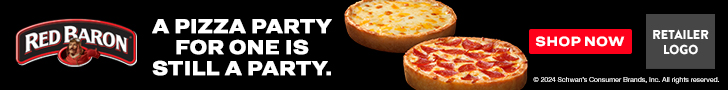 RED BARON
A PIZZA PARTY
FOR ONE IS
STILL A PARTY.
SHOP NOW
RETAILER
LOGO
© 2024 Schwan's Consumer Brands, Inc. All rights reserved.